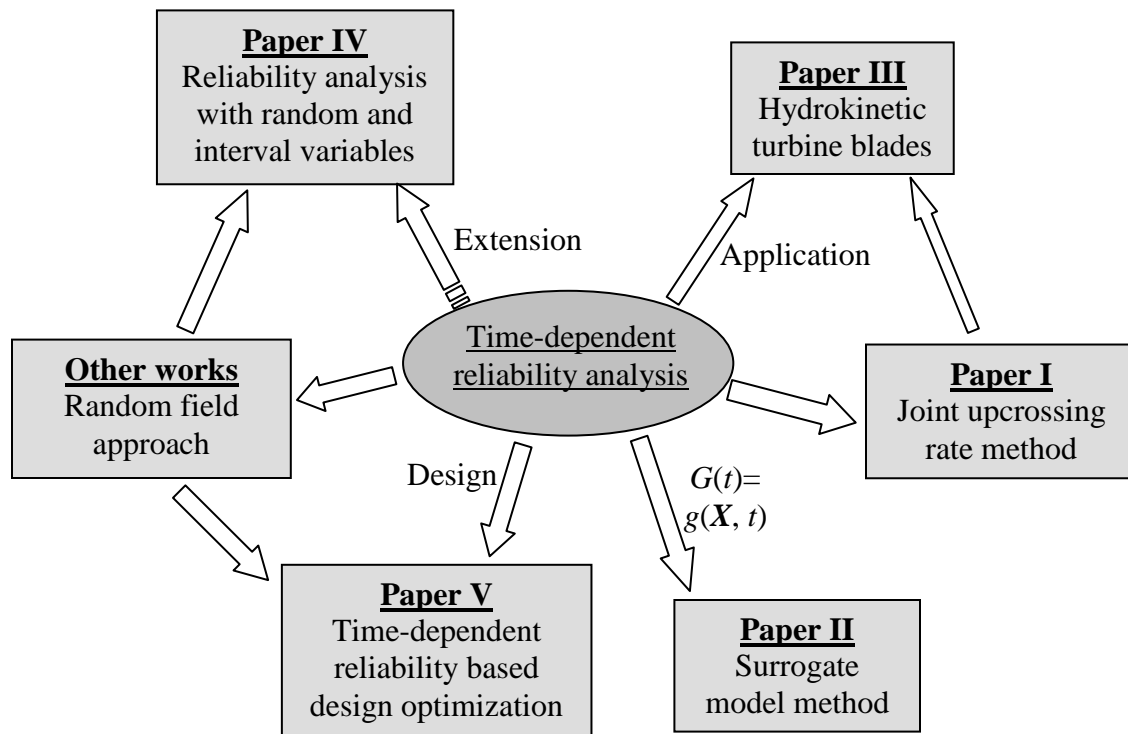 Paper IV
Reliability analysis
with random and
interval variables
Paper III
Hydrokinetic
turbine blades
Extension
Application
Time-dependent
reliability analysis
Other works
Random field
approach
Paper I
Joint upcrossing
rate method
Design
G(t)=
g(X, t)
Paper V
Time-dependent
reliability based
design optimization
Paper II
Surrogate
model method